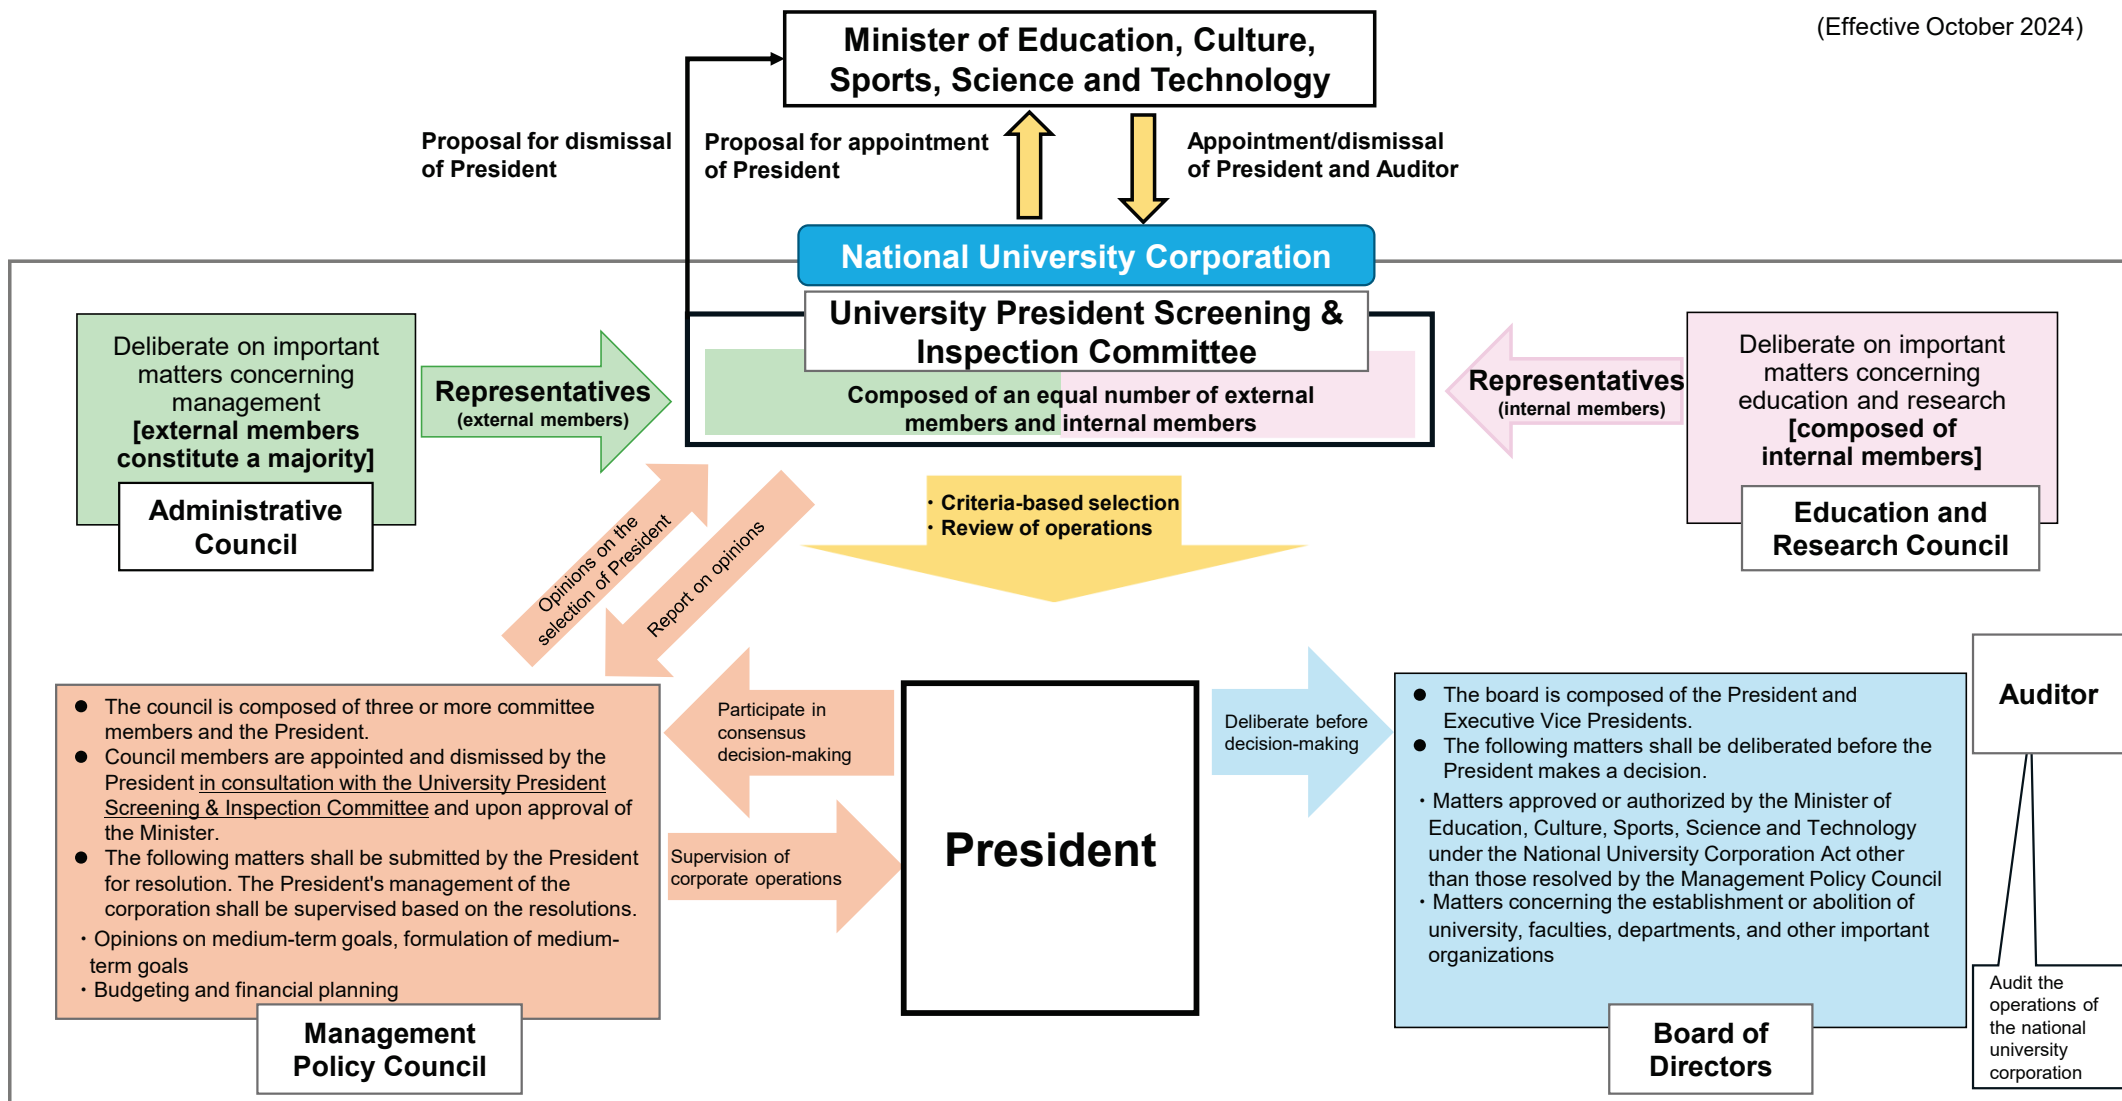 (Effective October 2024)
Minister of Education, Culture,
Sports, Science and Technology
Proposal for dismissal
of President
Proposal for appointment
of President
Appointment/dismissal
of President and Auditor
National University Corporation
University President Screening &
Inspection Committee
Composed of an equal number of external
members and internal members
Deliberate on important
matters concerning
management
[external members
constitute a majority]
Administrative
Council
Representatives
(external members)
Representatives
(internal members)
Deliberate on important
matters concerning
education and research
[composed of
internal members]
Education and
Research Council
Opinions on the
selection of President
Report on opinions
・Criteria-based selection
・Review of operations
● The council is composed of three or more committee
members and the President.
● Council members are appointed and dismissed by the
President in consultation with the University President
Screening & Inspection Committee and upon approval of
the Minister.
● The following matters shall be submitted by the President
for resolution. The President's management of the
corporation shall be supervised based on the resolutions.
・Opinions on medium-term goals, formulation of medium-
term goals
・Budgeting and financial planning
Management
Policy Council
Participate in
consensus
decision-making
Supervision of
corporate operations
President
Deliberate before
decision-making
● The board is composed of the President and
Executive Vice Presidents.
● The following matters shall be deliberated before the
President makes a decision.
・Matters approved or authorized by the Minister of
Education, Culture, Sports, Science and Technology
under the National University Corporation Act other
than those resolved by the Management Policy Council
・Matters concerning the establishment or abolition of
university, faculties, departments, and other important
organizations
Board of
Directors
Auditor
Audit the
operations of
the national
university
corporation